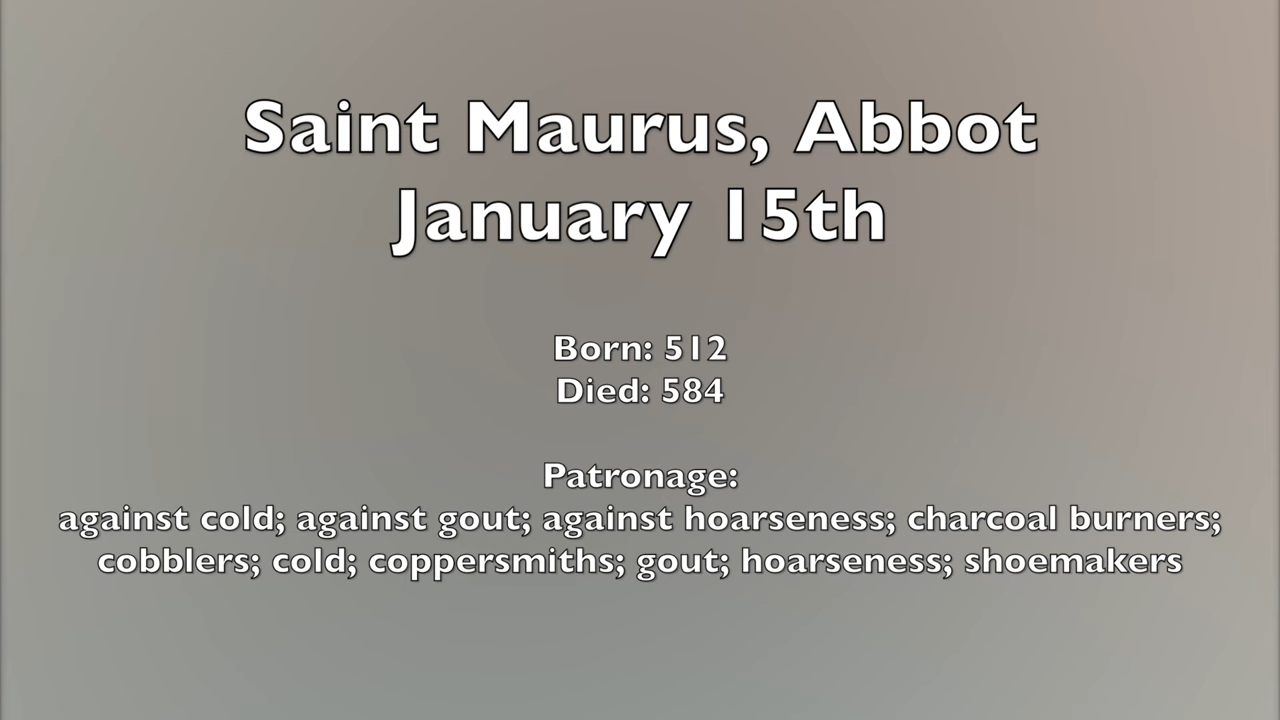 Saint Maurus, Abbot
January 15th
Born: 512
Died: 584
Patronage:
against cold; against gout; against hoarseness; charcoal burners;
cobblers; cold; coppersmiths; gout; hoarseness; shoemakers